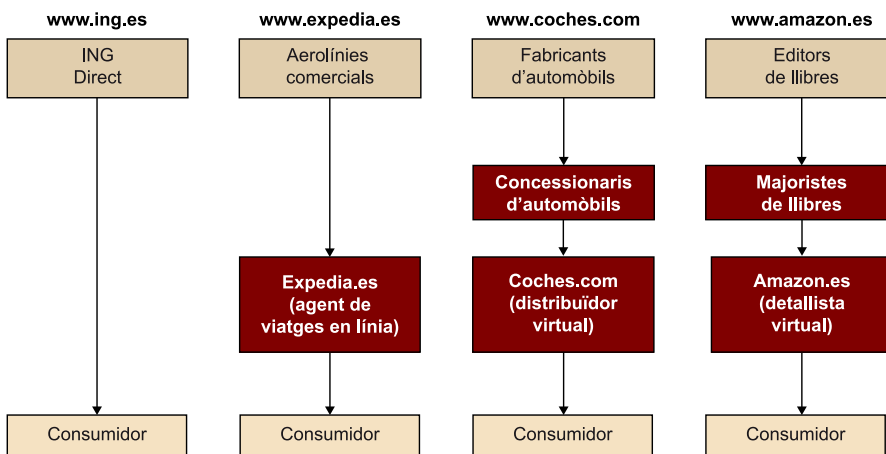 www.ing.es
www.expedia.es
www.coches.com
www.amazon.es
ING
Direct
Aerolínies
comercials
Fabricants
d'automòbils
Editors
de llibres
Concessionaris
d'automòbils
Majoristes
de llibres
Expedia.es
(agent de
viatges en línia)
Coches.com
(distribuïdor
virtual)
Amazon.es
(detallista
virtual)
Consumidor
Consumidor
Consumidor
Consumidor